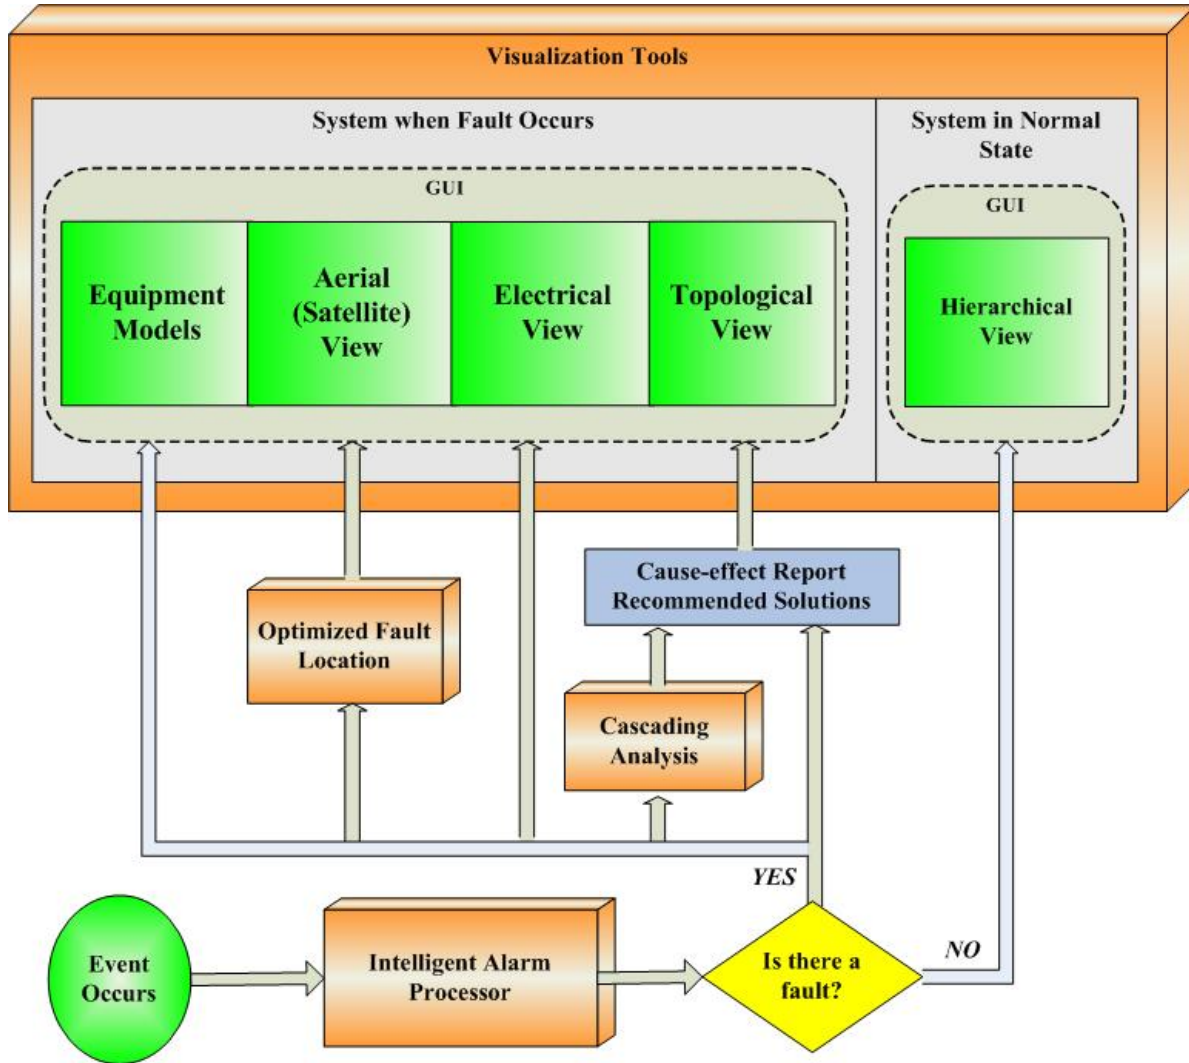 Visualization Tools
System when Fault Occurs
System in Normal
State
GUI
GUI
Equipment
Models
Aerial
(Satellite)
View
Electrical
View
Topological
View
Hierarchical
View
Cause-effect Report
Recommended Solutions
Optimized Fault
Location
Cascading
Analysis
YES
NO
Event
Occurs
Intelligent Alarm
Processor
Is there a
fault?